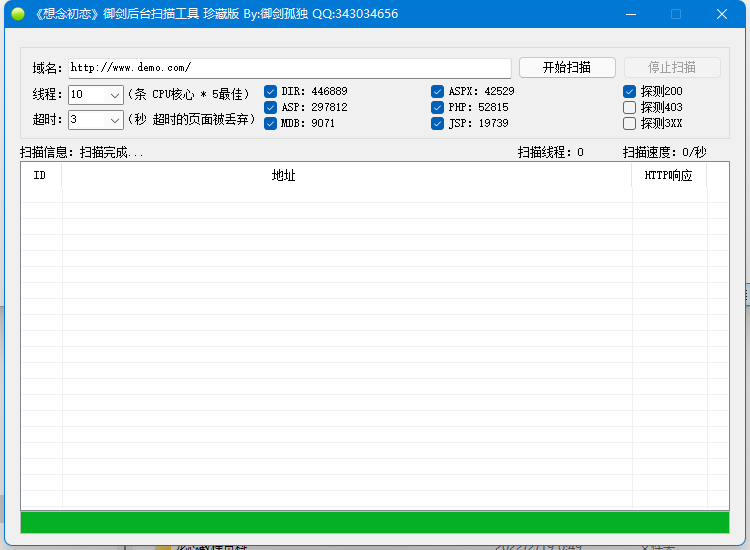 《想念初恋》御剑后台扫描工具 珍藏版 By:御剑孤独 QQ:343034656
域名: http://www.demo.com/ 开始扫描 停止扫描
线程: 10 (条 CPU核心 * 5最佳) DIR: 446889 ASPX: 42529 探测200
ASP: 297812 PHP: 52815 探测403
超时: 3 (秒 超时的页面被丢弃) MDB: 9071 JSP: 19739 探测3XX
扫描信息: 扫描完成... 扫描线程: 0 扫描速度: 0/秒
ID 地址 HTTP响应